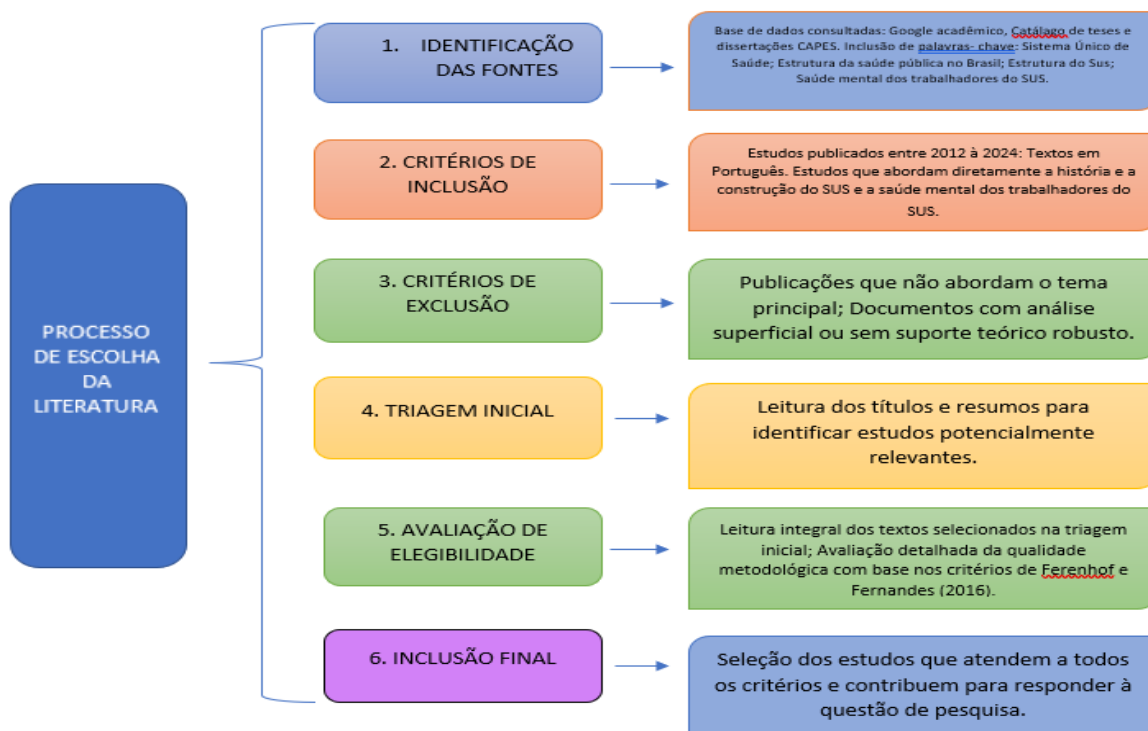 PROCESSO
DE ESCOLHA
DA
LITERATURA
1. IDENTIFICAÇÃO
DAS FONTES
Base de dados consultadas: Google acadêmico, Catálago de teses e
dissertações CAPES. Inclusão de palavras- chave: Sistema Único de
Saúde; Estrutura da saúde pública no Brasil; Estrutura do Sus;
Saúde mental dos trabalhadores do SUS.
2. CRITÉRIOS DE
INCLUSÃO
Estudos publicados entre 2012 à 2024: Textos em
Português. Estudos que abordam diretamente a história e a
construção do SUS e a saúde mental dos trabalhadores do
SUS.
3. CRITÉRIOS DE
EXCLUSÃO
Publicações que não abordam o tema
principal; Documentos com análise
superficial ou sem suporte teórico robusto.
4. TRIAGEM INICIAL
Leitura dos títulos e resumos para
identificar estudos potencialmente
relevantes.
5. AVALIAÇÃO DE
ELEGIBILIDADE
Leitura integral dos textos selecionados na triagem
inicial; Avaliação detalhada da qualidade
metodológica com base nos critérios de Ferenhof e
Fernandes (2016).
6. INCLUSÃO FINAL
Seleção dos estudos que atendem a todos
os critérios e contribuem para responder à
questão de pesquisa.